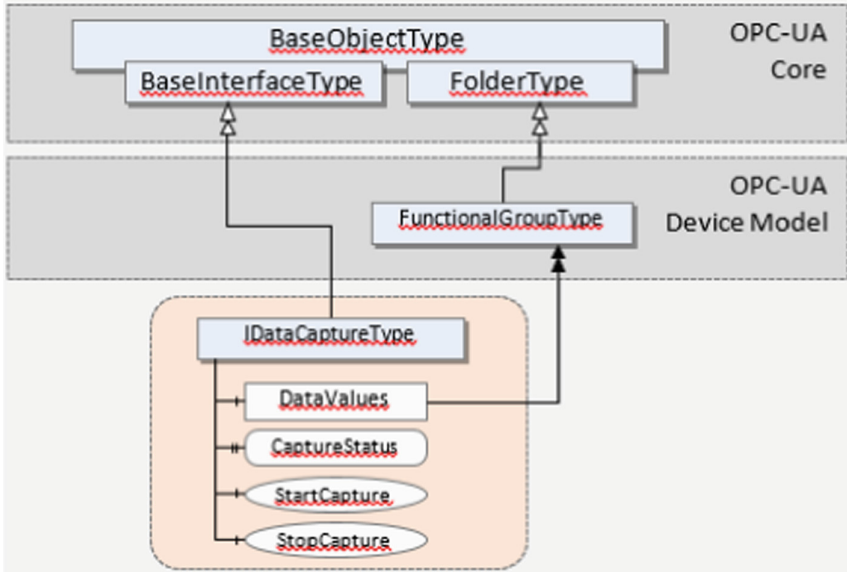 BaseObjectType
OPC-UA
Core
BaseInterfaceType
FolderType
OPC-UA
Device Model
FunctionalGroupType
IDataCaptureType
DataValues
CaptureStatus
StartCapture
StopCapture